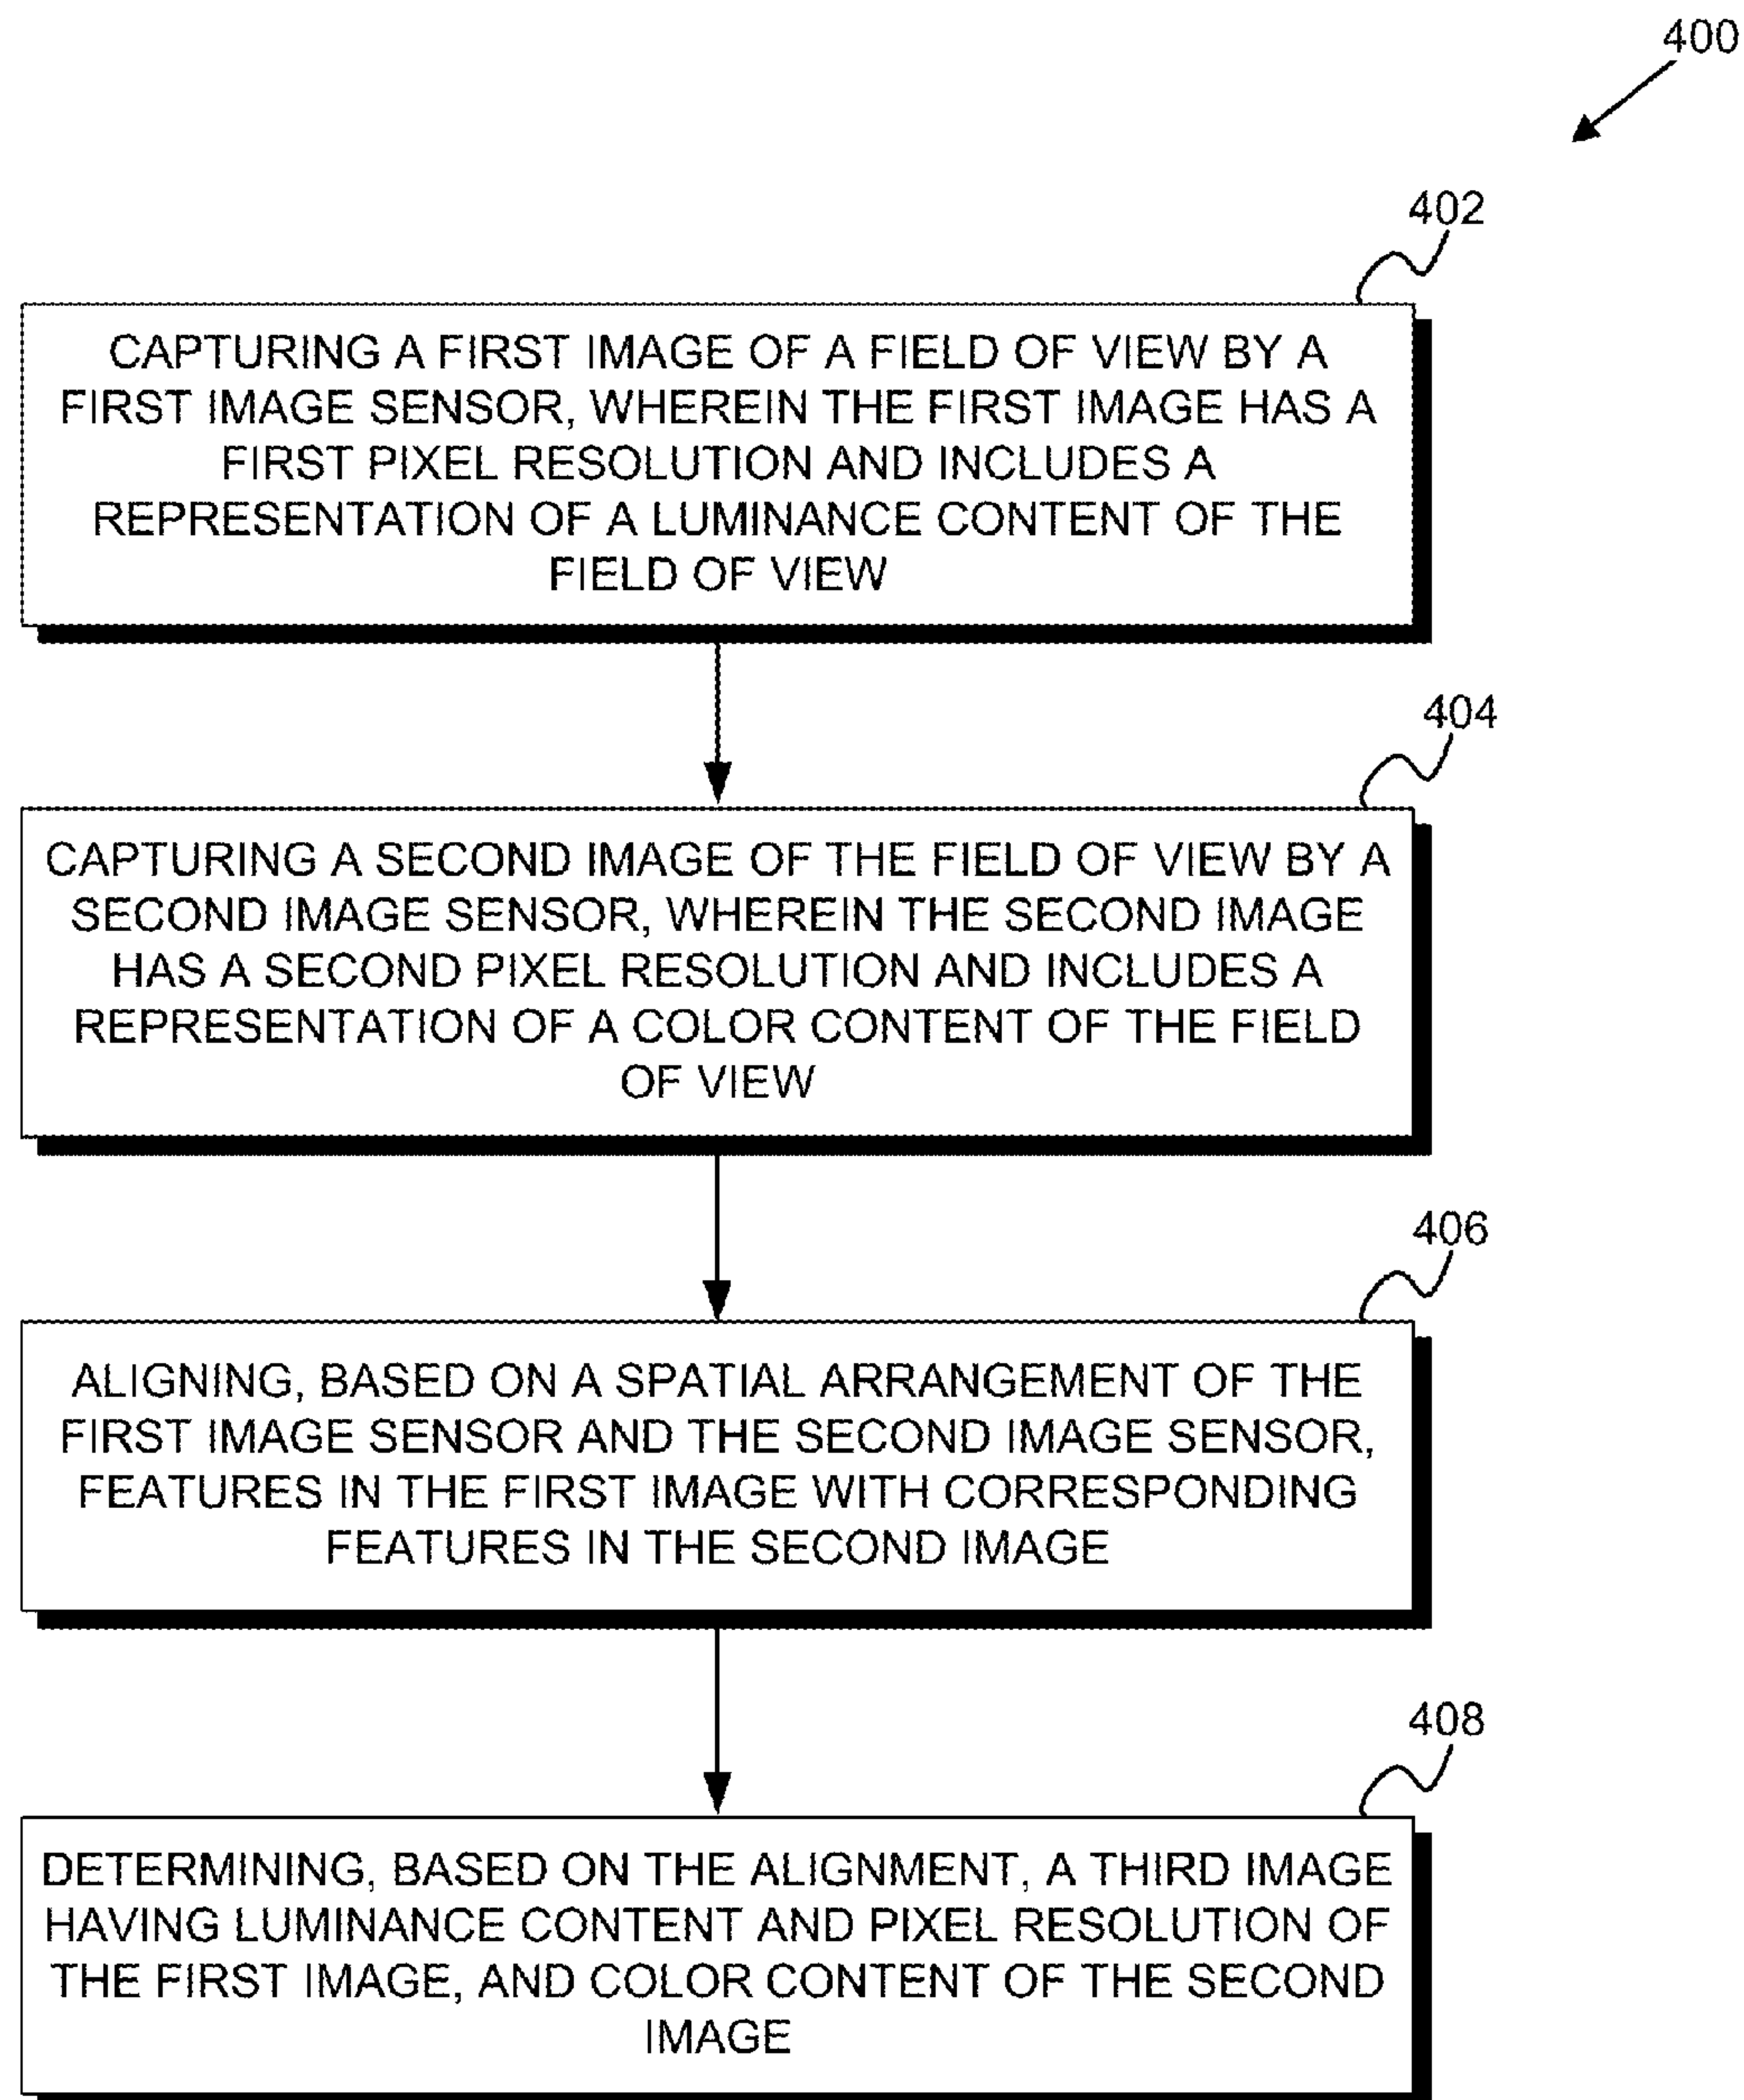 400
402
CAPTURING A FIRST IMAGE OF A FIELD OF VIEW BY A
FIRST IMAGE SENSOR, WHEREIN THE FIRST IMAGE HAS A
FIRST PIXEL RESOLUTION AND INCLUDES A
REPRESENTATION OF A LUMINANCE CONTENT OF THE
FIELD OF VIEW
404
CAPTURING A SECOND IMAGE OF THE FIELD OF VIEW BY A
SECOND IMAGE SENSOR, WHEREIN THE SECOND IMAGE
HAS A SECOND PIXEL RESOLUTION AND INCLUDES A
REPRESENTATION OF A COLOR CONTENT OF THE FIELD
OF VIEW
406
ALIGNING, BASED ON A SPATIAL ARRANGEMENT OF THE
FIRST IMAGE SENSOR AND THE SECOND IMAGE SENSOR,
FEATURES IN THE FIRST IMAGE WITH CORRESPONDING
FEATURES IN THE SECOND IMAGE
408
DETERMINING, BASED ON THE ALIGNMENT, A THIRD IMAGE
HAVING LUMINANCE CONTENT AND PIXEL RESOLUTION OF
THE FIRST IMAGE, AND COLOR CONTENT OF THE SECOND
IMAGE